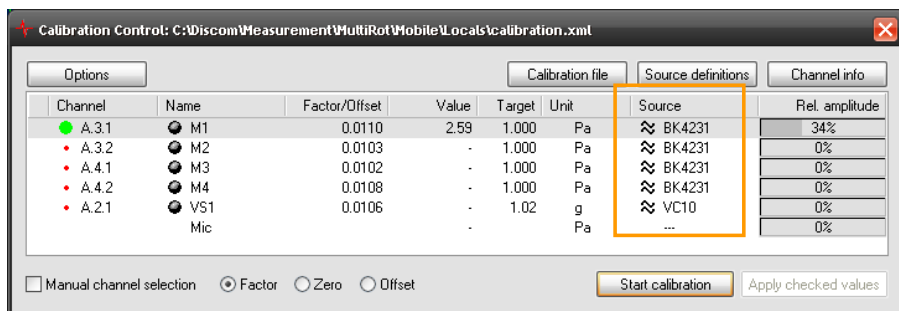 Calibration Control: C:\Discom\Measurement\MultiRot\Mobile\Locals\calibration.xml
Options Calibration file Source definitions Channel info
Channel Name Factor/Offset Value Target Unit Source Rel. amplitude
A.3.1 M1 0.0110 2.59 1.000 Pa BK4231 34%
A.3.2 M2 0.0103 - 1.000 Pa BK4231 0%
A.4.1 M3 0.0102 - 1.000 Pa BK4231 0%
A.4.2 M4 0.0108 - 1.000 Pa BK4231 0%
A.2.1 VS1 0.0106 - 1.02 g VC10 0%
Mic - Pa --- 0%
Manual channel selection Factor Zero Offset Start calibration Apply checked values